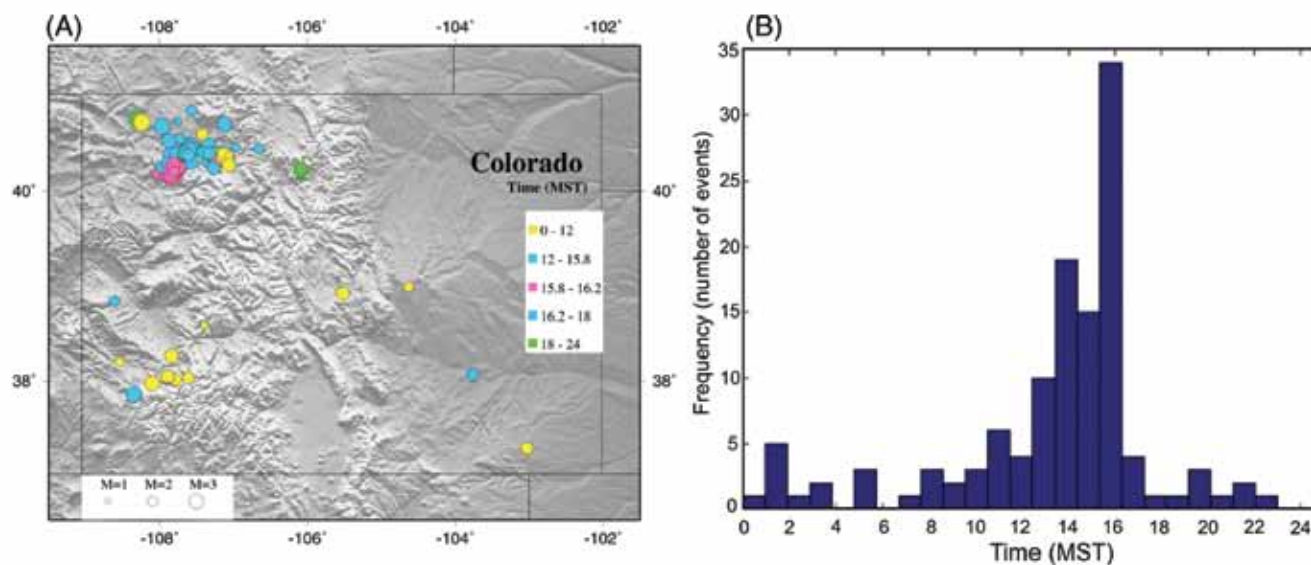 (A)
-108˚ -106˚ -104˚ -102˚
Colorado
Time (MST)
0 - 12
12 - 15.8
15.8 - 16.2
16.2 - 18
18 - 24
40˚ 40˚
38˚ 38˚
M=1 M=2 M=3
-108˚ -106˚ -104˚ -102˚
(B)
Frequency (number of events)
35
30
25
20
15
10
5
0
0 2 4 6 8 10 12 14 16 18 20 22 24
Time (MST)